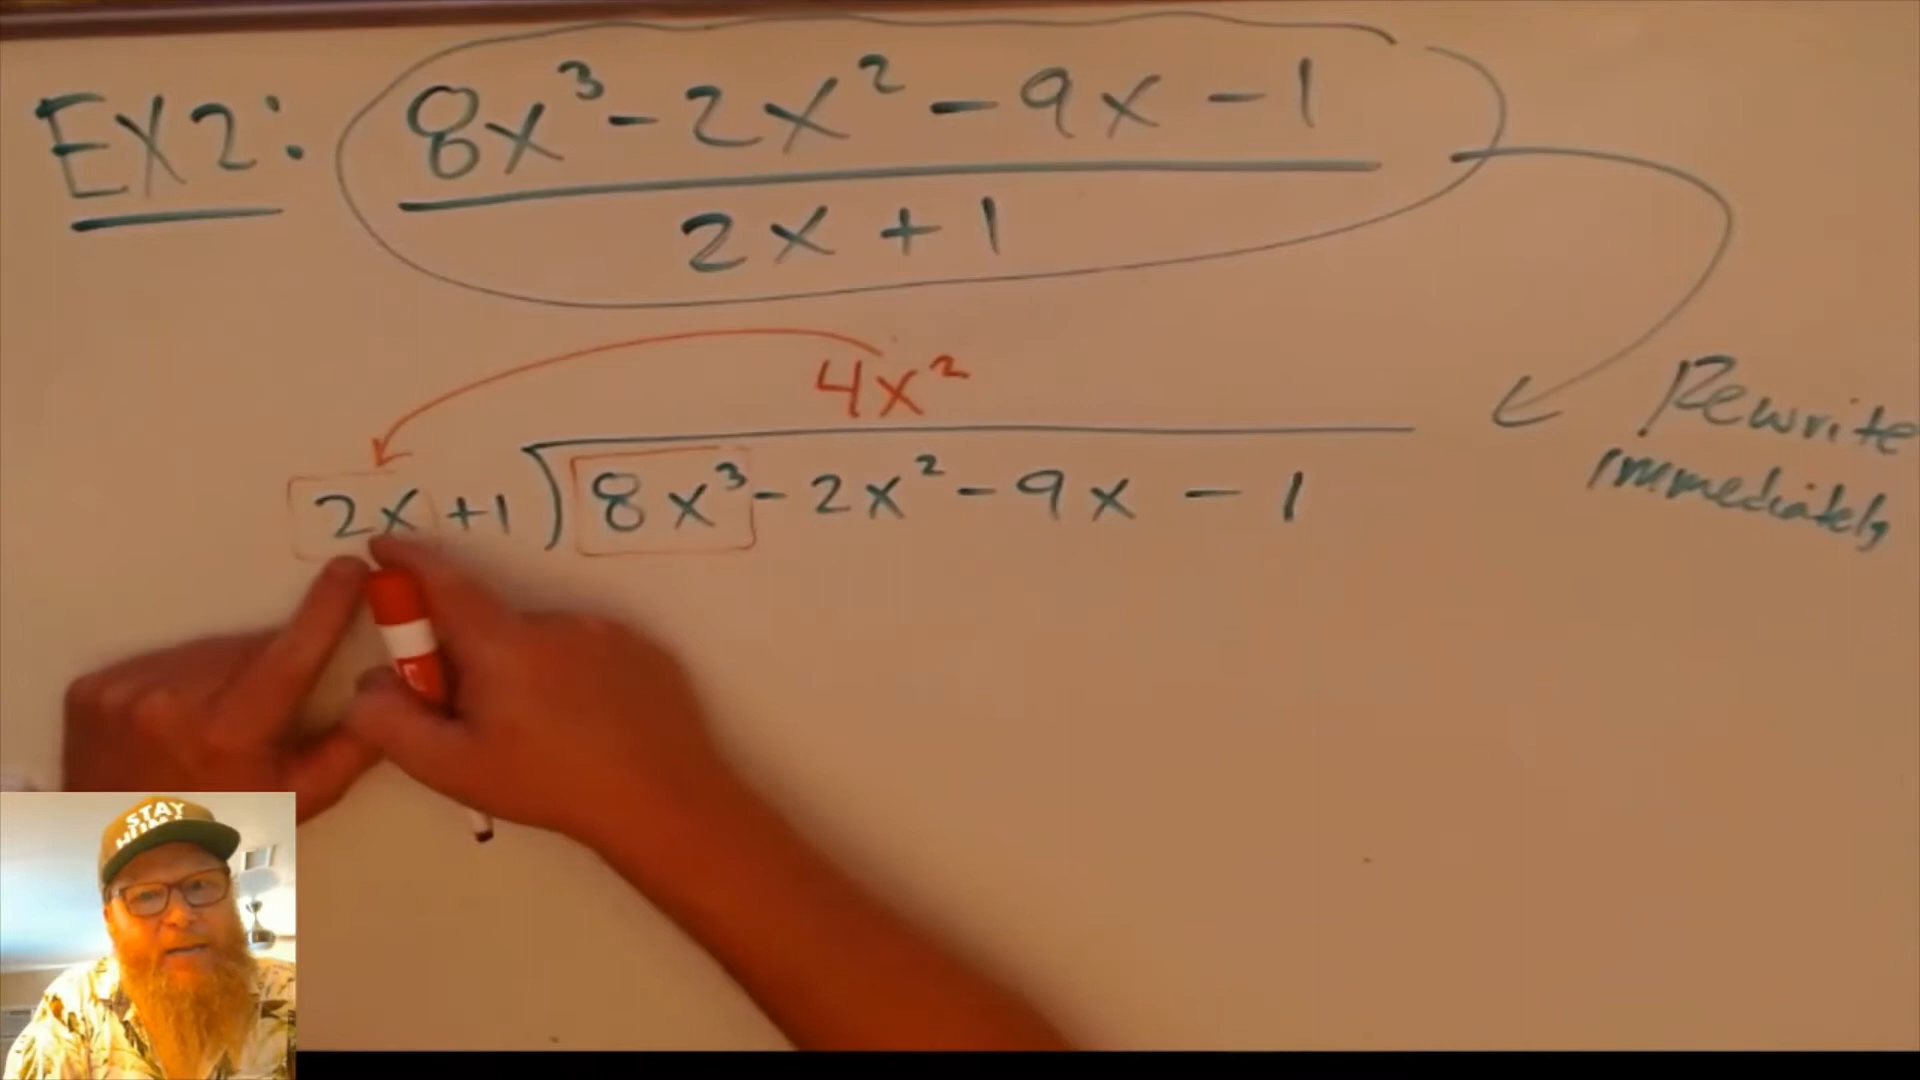 EX2: 8x³ - 2x² - 9x - 1
2x + 1
4x²
2x +1 ) 8x³ - 2x² - 9x - 1
Rewrite
immediately
STAY